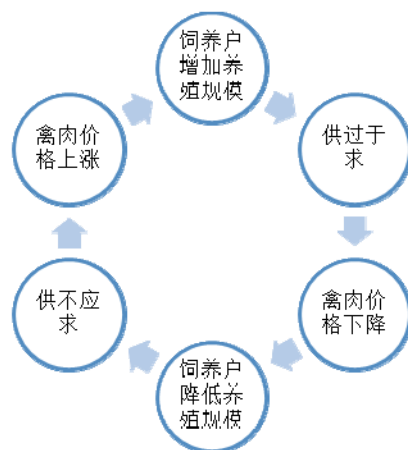 饲养户
增加养
殖规模
供过于
求
禽肉价
格下降
饲养户
降低养
殖规模
供不应
求
禽肉价
格上涨